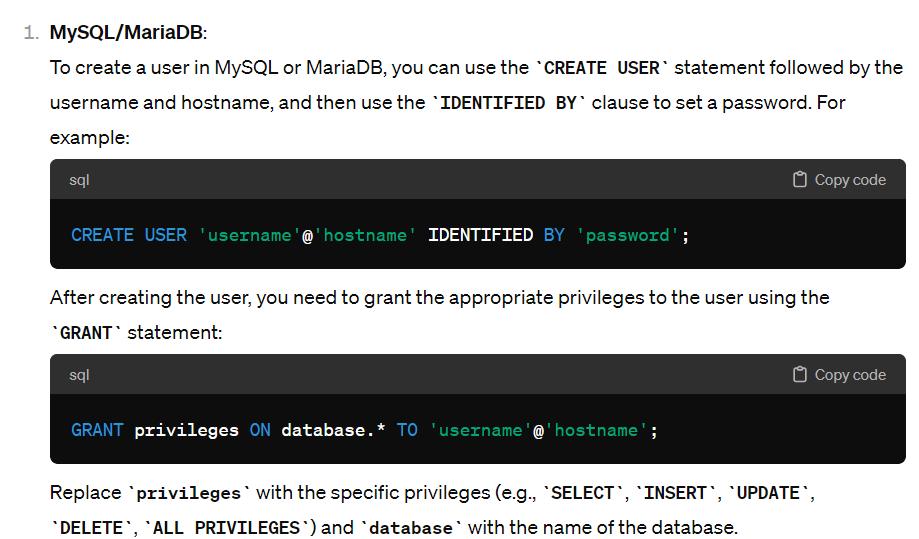 1. MySQL/MariaDB:
To create a user in MySQL or MariaDB, you can use the `CREATE USER` statement followed by the
username and hostname, and then use the `IDENTIFIED BY` clause to set a password. For
example:
sql Copy code
CREATE USER 'username'@'hostname' IDENTIFIED BY 'password';
After creating the user, you need to grant the appropriate privileges to the user using the
`GRANT` statement:
sql Copy code
GRANT privileges ON database.* TO 'username'@'hostname';
Replace `privileges` with the specific privileges (e.g., `SELECT`, `INSERT`, `UPDATE`,
`DELETE`, `ALL PRIVILEGES`) and `database` with the name of the database.